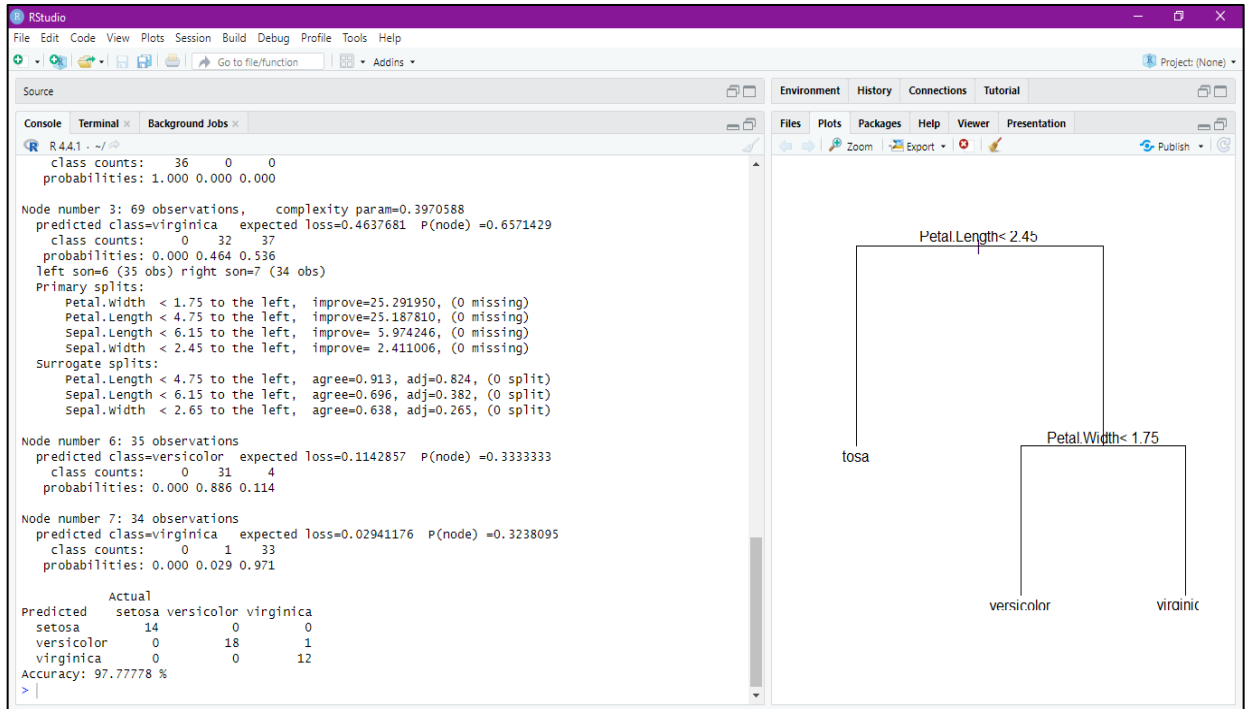 RStudio
File Edit Code View Plots Session Build Debug Profile Tools Help
Go to file/function Addins Project: (None)
Source
Console Terminal Background Jobs
R 4.4.1 . ~/
class counts: 36 0 0
probabilities: 1.000 0.000 0.000
Node number 3: 69 observations, complexity param=0.3970588
predicted class=virginica expected loss=0.4637681 P(node) =0.6571429
class counts: 0 32 37
probabilities: 0.000 0.464 0.536
left son=6 (35 obs) right son=7 (34 obs)
Primary splits:
Petal.Width < 1.75 to the left, improve=25.291950, (0 missing)
Petal.Length < 4.75 to the left, improve=25.187810, (0 missing)
Sepal.Length < 6.15 to the left, improve= 5.974246, (0 missing)
Sepal.Width < 2.45 to the left, improve= 2.411006, (0 missing)
Surrogate splits:
Petal.Length < 4.75 to the left, agree=0.913, adj=0.824, (0 split)
Sepal.Length < 6.15 to the left, agree=0.696, adj=0.382, (0 split)
Sepal.Width < 2.65 to the left, agree=0.638, adj=0.265, (0 split)
Node number 6: 35 observations
predicted class=versicolor expected loss=0.1142857 P(node) =0.3333333
class counts: 0 31 4
probabilities: 0.000 0.886 0.114
Node number 7: 34 observations
predicted class=virginica expected loss=0.02941176 P(node) =0.3238095
class counts: 0 1 33
probabilities: 0.000 0.029 0.971
Actual
Predicted setosa versicolor virginica
setosa 14 0 0
versicolor 0 18 1
virginica 0 0 12
Accuracy: 97.77778 %
>
Environment History Connections Tutorial
Files Plots Packages Help Viewer Presentation
Zoom Export Publish
Petal.Length< 2.45
Petal.Width< 1.75
tosa
versicolor
virginic